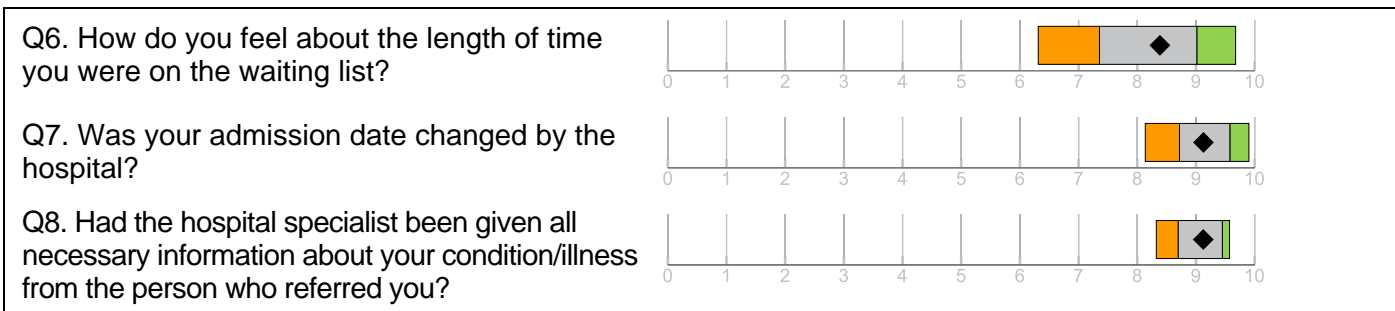 Q6. How do you feel about the length of time
you were on the waiting list?
0 1 2 3 4 5 6 7 8 9 10
Q7. Was your admission date changed by the
hospital?
0 1 2 3 4 5 6 7 8 9 10
Q8. Had the hospital specialist been given all
necessary information about your condition/illness
from the person who referred you?
0 1 2 3 4 5 6 7 8 9 10